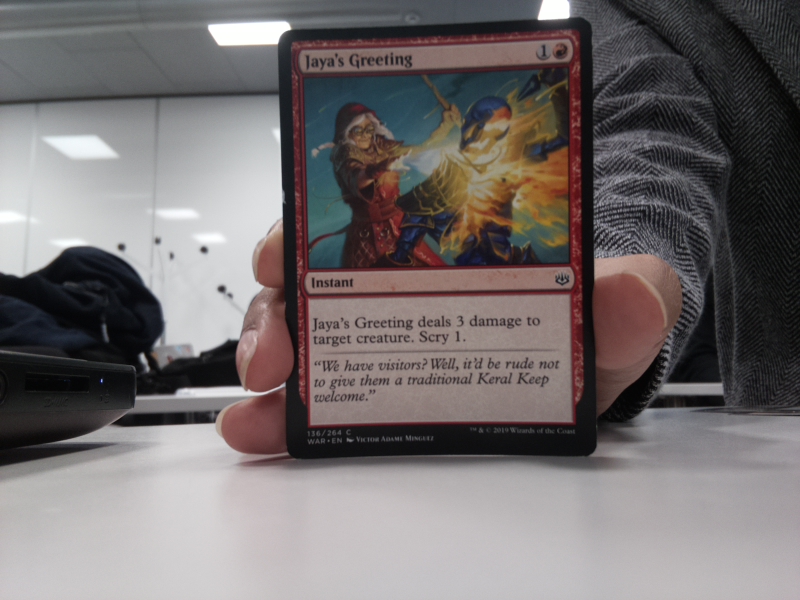 Jaya's Greeting 1
Instant
Jaya's Greeting deals 3 damage to
target creature. Scry 1.
"We have visitors? Well, it'd be rude not
to give them a traditional Keral Keep
welcome."
136/264 C
WAR • EN Victor Adame Minguez
™ & © 2019 Wizards of the Coast